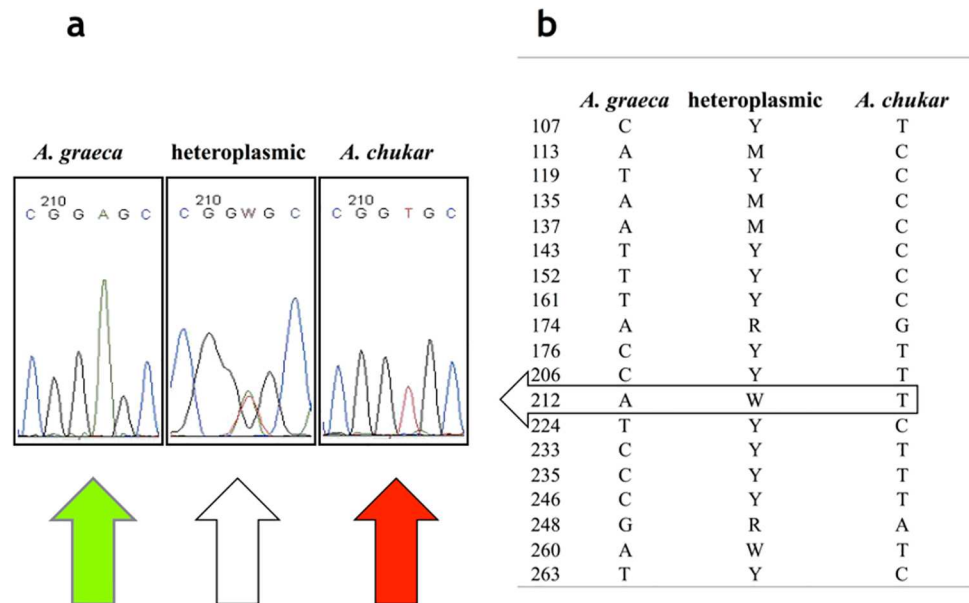 a
A. graeca heteroplasmic A. chukar
210 210 210
C G G A G C C G G W G C C G G T G C
b
A. graeca heteroplasmic A. chukar
107 C Y T
113 A M C
119 T Y C
135 A M C
137 A M C
143 T Y C
152 T Y C
161 T Y C
174 A R G
176 C Y T
206 C Y T
212 A W T
224 T Y C
233 C Y T
235 C Y T
246 C Y T
248 G R A
260 A W T
263 T Y C